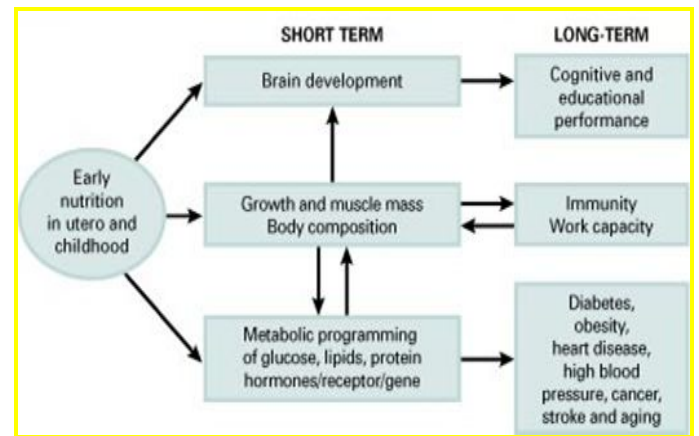 SHORT TERM
LONG-TERM
Brain development
Cognitive and
educational
performance
Early
nutrition
in utero and
childhood
Growth and muscle mass
Body composition
Immunity
Work capacity
Metabolic programming
of glucose, lipids, protein
hormones/receptor/gene
Diabetes,
obesity,
heart disease,
high blood
pressure, cancer,
stroke and aging